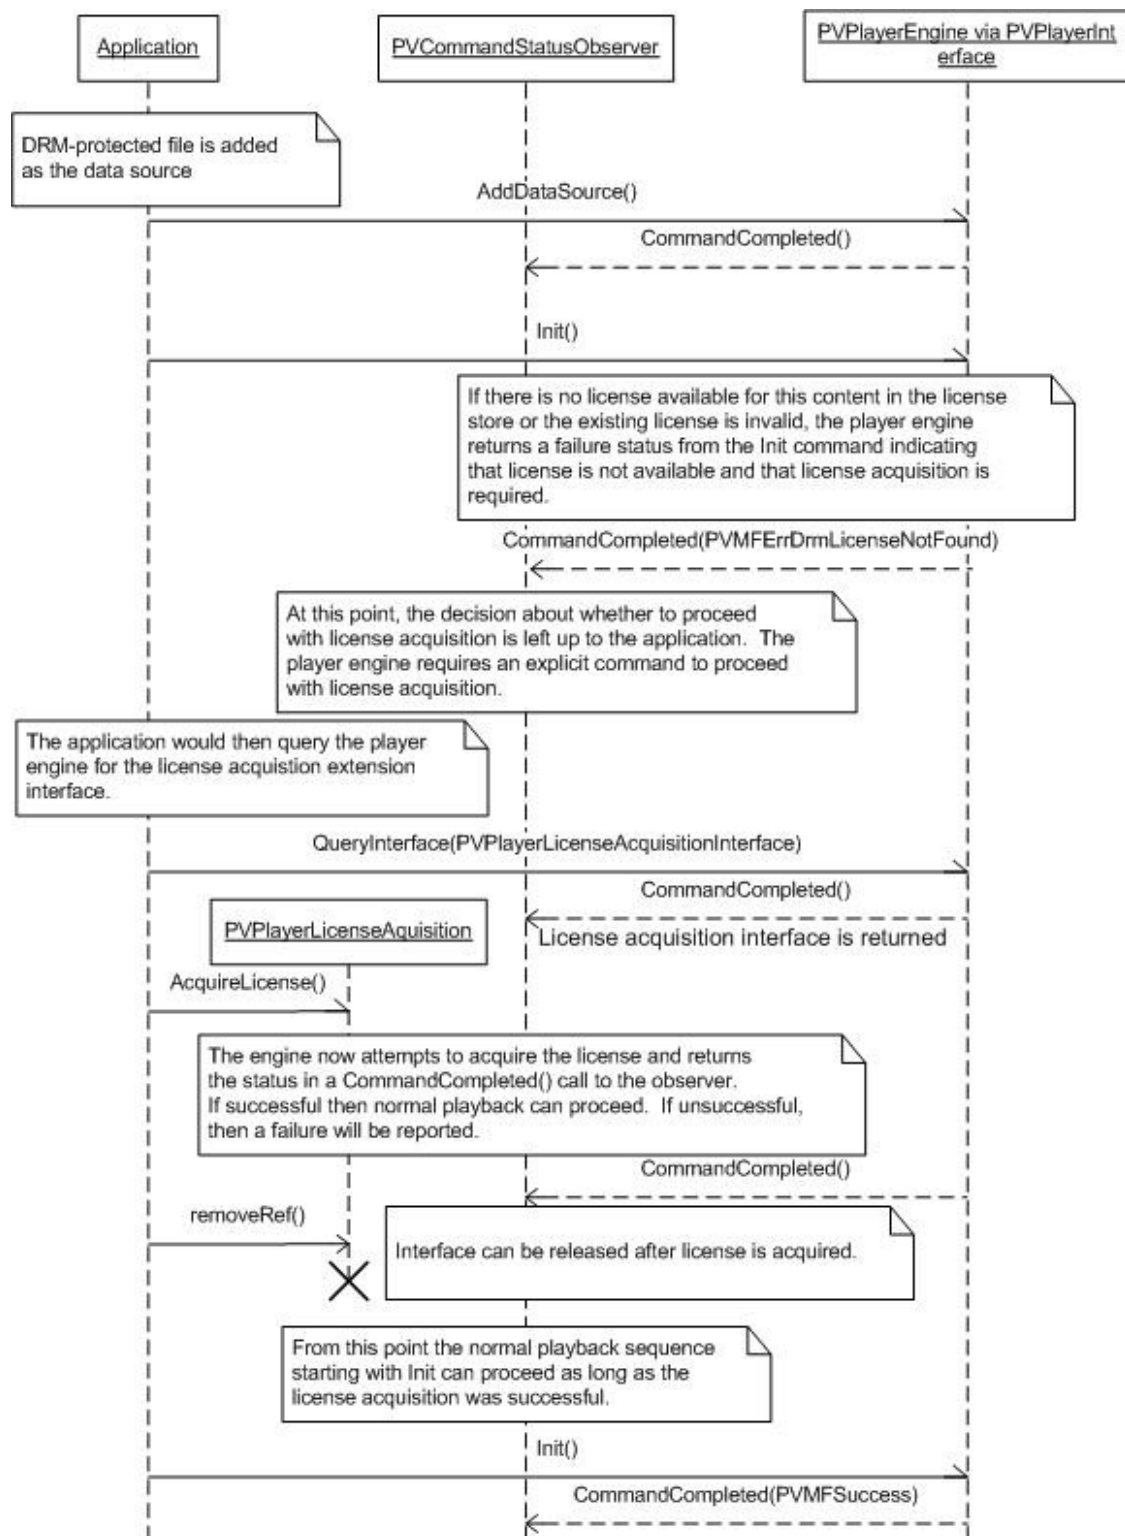 Application
PVCommandStatusObserver
PVPlayerEngine via PVPlayerInt
erface
DRM-protected file is added
as the data source
AddDataSource()
CommandCompleted()
Init()
If there is no license available for this content in the license
store or the existing license is invalid, the player engine
returns a failure status from the Init command indicating
that license is not available and that license acquisition is
required.
CommandCompleted(PVMFErrDrmLicenseNotFound)
At this point, the decision about whether to proceed
with license acquisition is left up to the application.  The
player engine requires an explicit command to proceed
with license acquisition.
The application would then query the player
engine for the license acquistion extension
interface.
QueryInterface(PVPlayerLicenseAcquisitionInterface)
CommandCompleted()
PVPlayerLicenseAquisition
License acquisition interface is returned
AcquireLicense()
The engine now attempts to acquire the license and returns
the status in a CommandCompleted() call to the observer.
If successful then normal playback can proceed.  If unsuccessful,
then a failure will be reported.
CommandCompleted()
removeRef()
Interface can be released after license is acquired.
From this point the normal playback sequence
starting with Init can proceed as long as the
license acquisition was successful.
Init()
CommandCompleted(PVMFSuccess)